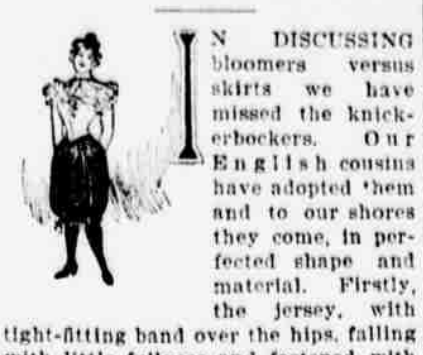 IN DISCUSSING
bloomers versus
skirts we have
missed the knick-
erbockers. Our
English cousins
have adopted 'them
and to our shores
they come, in per-
fected shape and
material. Firstly,
the jersey, with
tight-fitting band over the hips, falling